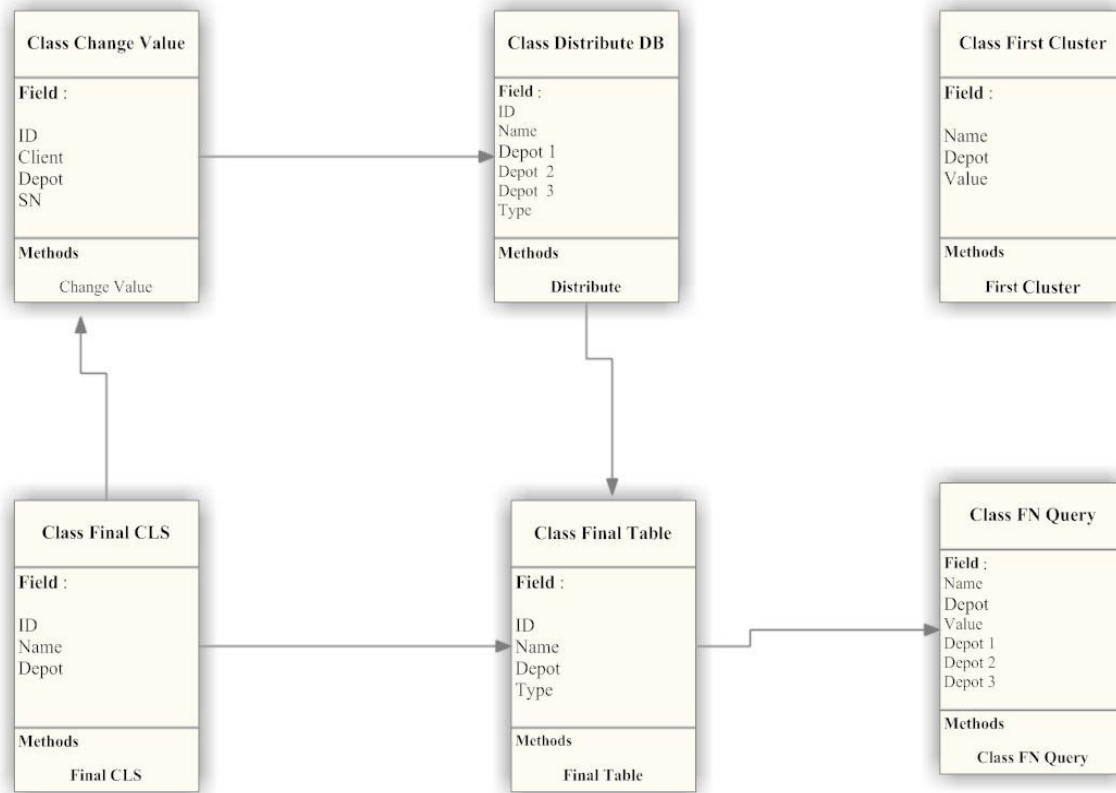 Class Change Value
Field :
ID
Client
Depot
SN
Methods
Change Value
Class Distribute DB
Field :
ID
Name
Depot 1
Depot 2
Depot 3
Type
Methods
Distribute
Class First Cluster
Field :
Name
Depot
Value
Methods
First Cluster
Class Final CLS
Field :
ID
Name
Depot
Methods
Final CLS
Class Final Table
Field :
ID
Name
Depot
Type
Methods
Final Table
Class FN Query
Field :
Name
Depot
Value
Depot 1
Depot 2
Depot 3
Methods
Class FN Query